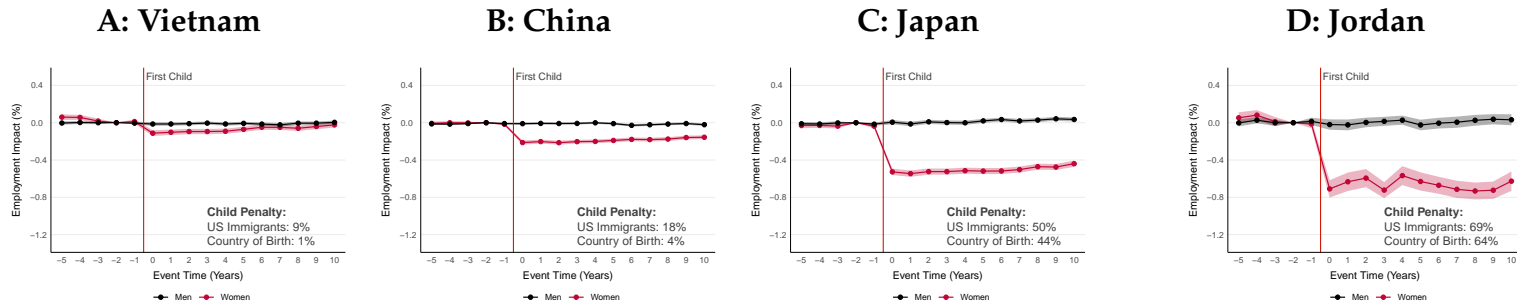 A: Vietnam
Employment Impact (%)
0.4
0.0
−0.4
−0.8
−1.2
First Child
Child Penalty:
US Immigrants: 9%
Country of Birth: 1%
−5 −4 −3 −2 −1 0 1 2 3 4 5 6 7 8 9 10
Event Time (Years)
Men Women
B: China
Employment Impact (%)
0.4
0.0
−0.4
−0.8
−1.2
First Child
Child Penalty:
US Immigrants: 18%
Country of Birth: 4%
−5 −4 −3 −2 −1 0 1 2 3 4 5 6 7 8 9 10
Event Time (Years)
Men Women
C: Japan
Employment Impact (%)
0.4
0.0
−0.4
−0.8
−1.2
First Child
Child Penalty:
US Immigrants: 50%
Country of Birth: 44%
−5 −4 −3 −2 −1 0 1 2 3 4 5 6 7 8 9 10
Event Time (Years)
Men Women
D: Jordan
Employment Impact (%)
0.4
0.0
−0.4
−0.8
−1.2
First Child
Child Penalty:
US Immigrants: 69%
Country of Birth: 64%
−5 −4 −3 −2 −1 0 1 2 3 4 5 6 7 8 9 10
Event Time (Years)
Men Women